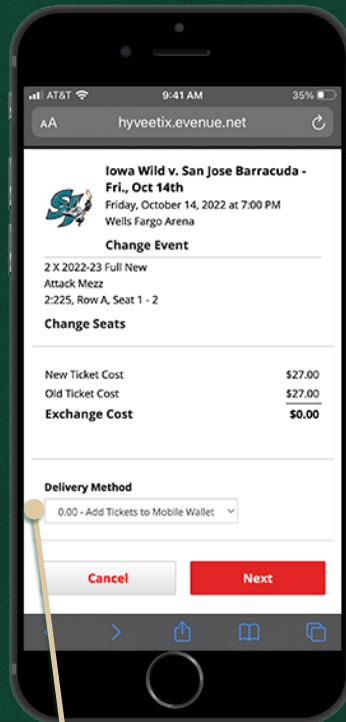 AT&T
9:41 AM
35%
AA
hyveetix.evenue.net
Iowa Wild v. San Jose Barracuda -
Fri., Oct 14th
Friday, October 14, 2022 at 7:00 PM
Wells Fargo Arena
Change Event
2 X 2022-23 Full New
Attack Mezz
2:225, Row A, Seat 1 - 2
Change Seats
New Ticket Cost $27.00
Old Ticket Cost $27.00
Exchange Cost $0.00
Delivery Method
0.00 - Add Tickets to Mobile Wallet
Cancel
Next